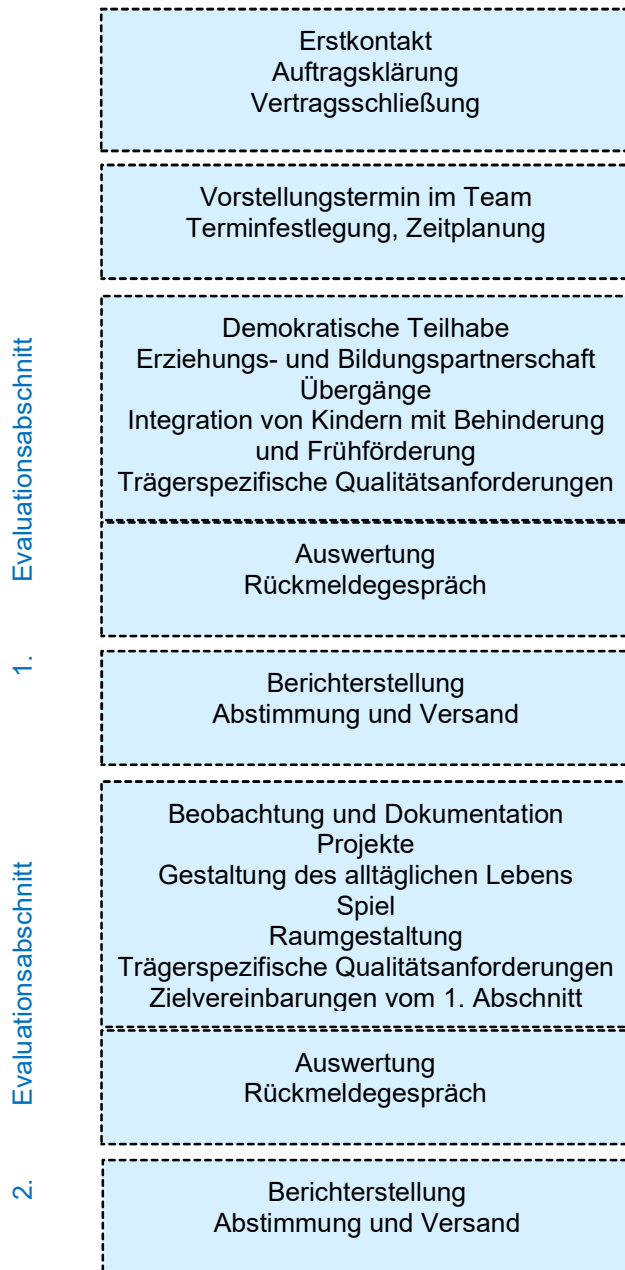 Erstkontakt
Auftragsklärung
Vertragsschließung
Vorstellungstermin im Team
Terminfestlegung, Zeitplanung
1. Evaluationsabschnitt
Demokratische Teilhabe
Erziehungs- und Bildungspartnerschaft
Übergänge
Integration von Kindern mit Behinderung
und Frühförderung
Trägerspezifische Qualitätsanforderungen
Auswertung
Rückmeldegespräch
Berichterstellung
Abstimmung und Versand
2. Evaluationsabschnitt
Beobachtung und Dokumentation
Projekte
Gestaltung des alltäglichen Lebens
Spiel
Raumgestaltung
Trägerspezifische Qualitätsanforderungen
Zielvereinbarungen vom 1. Abschnitt
Auswertung
Rückmeldegespräch
Berichterstellung
Abstimmung und Versand